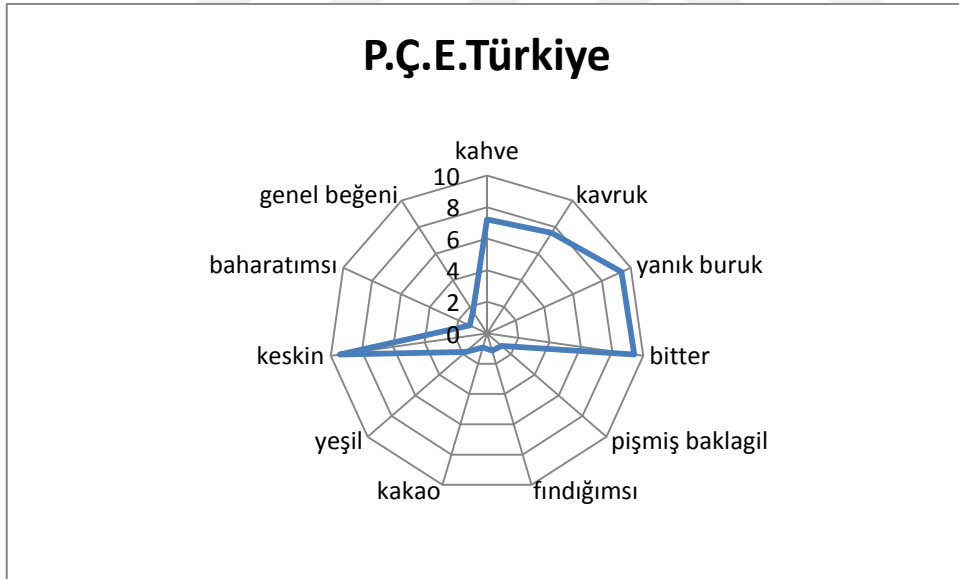 P.Ç.E.Türkiye
kahve
10
genel beğeni
kavruk
8
baharatımsı
6
yanık buruk
4
2
0
keskin
bitter
yeşil
pişmiş baklagil
kakao
fındığımsı